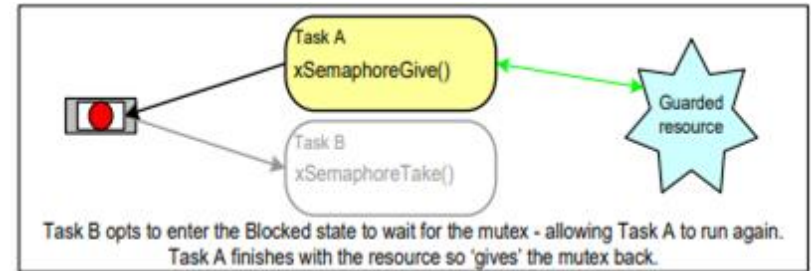 Task A
xSemaphoreGive()
Guarded
resource
Task B
xSemaphoreTake()
Task B opts to enter the Blocked state to wait for the mutex - allowing Task A to run again.
Task A finishes with the resource so ‘gives’ the mutex back.